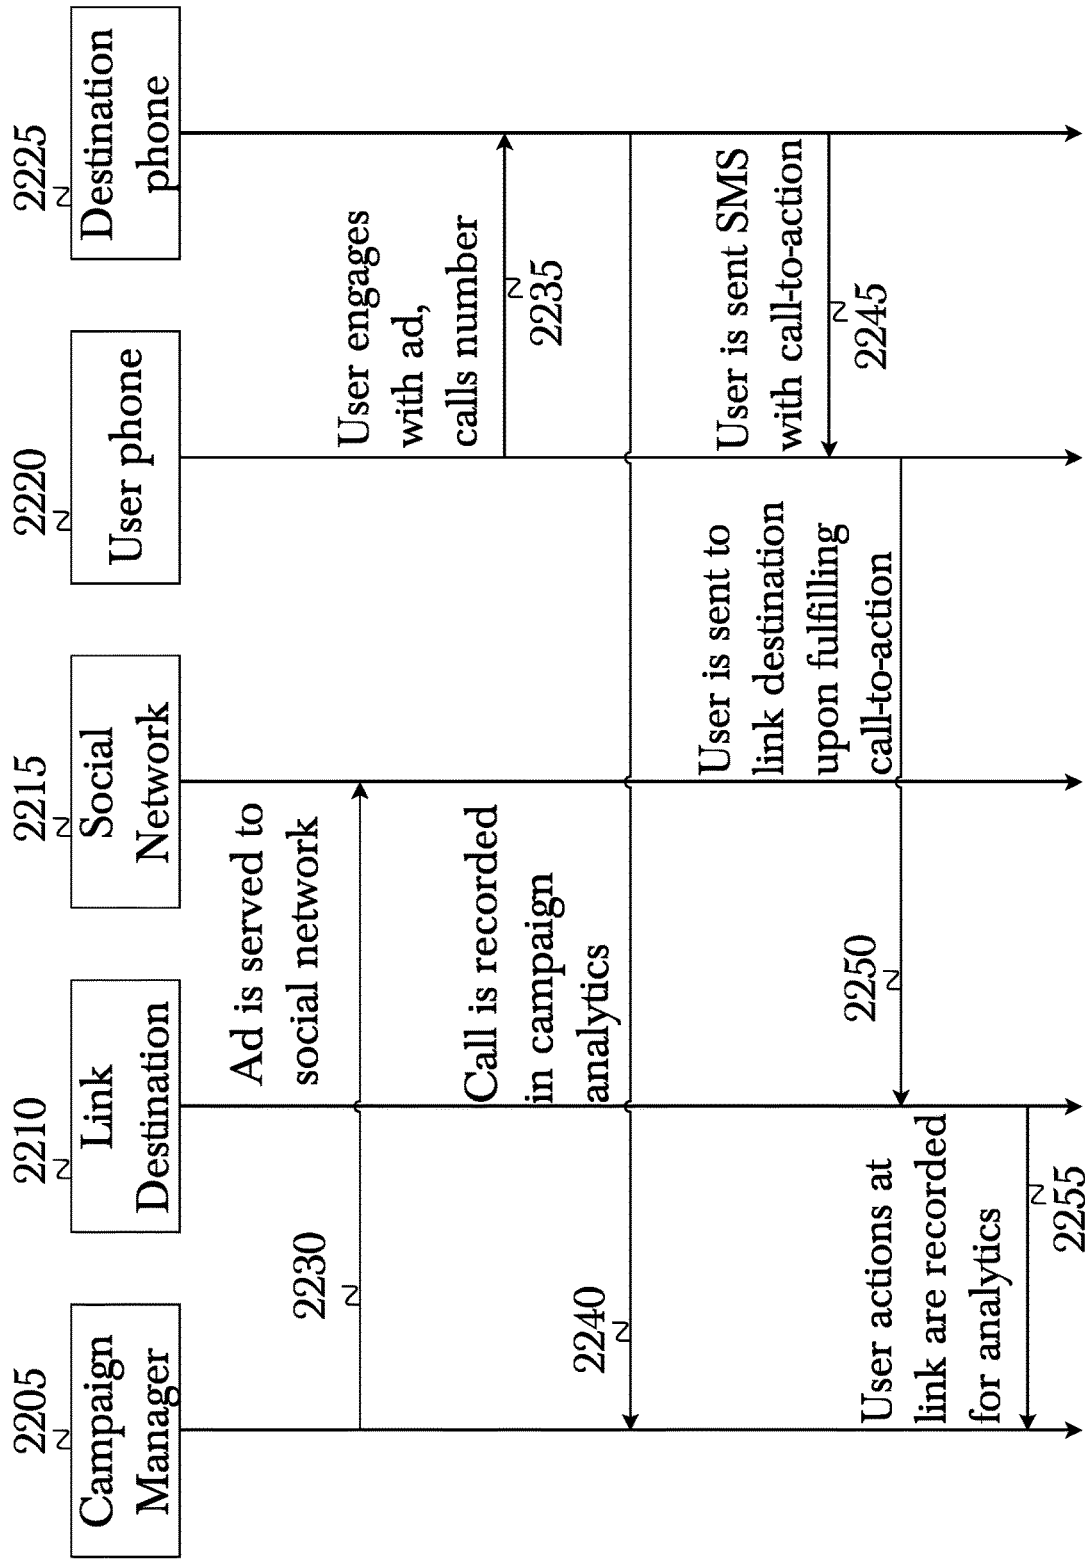 2205
Campaign
Manager
2210
Link
Destination
2215
Social
Network
2220
User phone
2225
Destination
phone
Ad is served to
social network
2230
User engages
with ad,
calls number
2235
Call is recorded
in campaign
analytics
2240
User is sent SMS
with call-to-action
2245
User is sent to
link destination
upon fulfilling
call-to-action
2250
User actions at
link are recorded
for analytics
2255